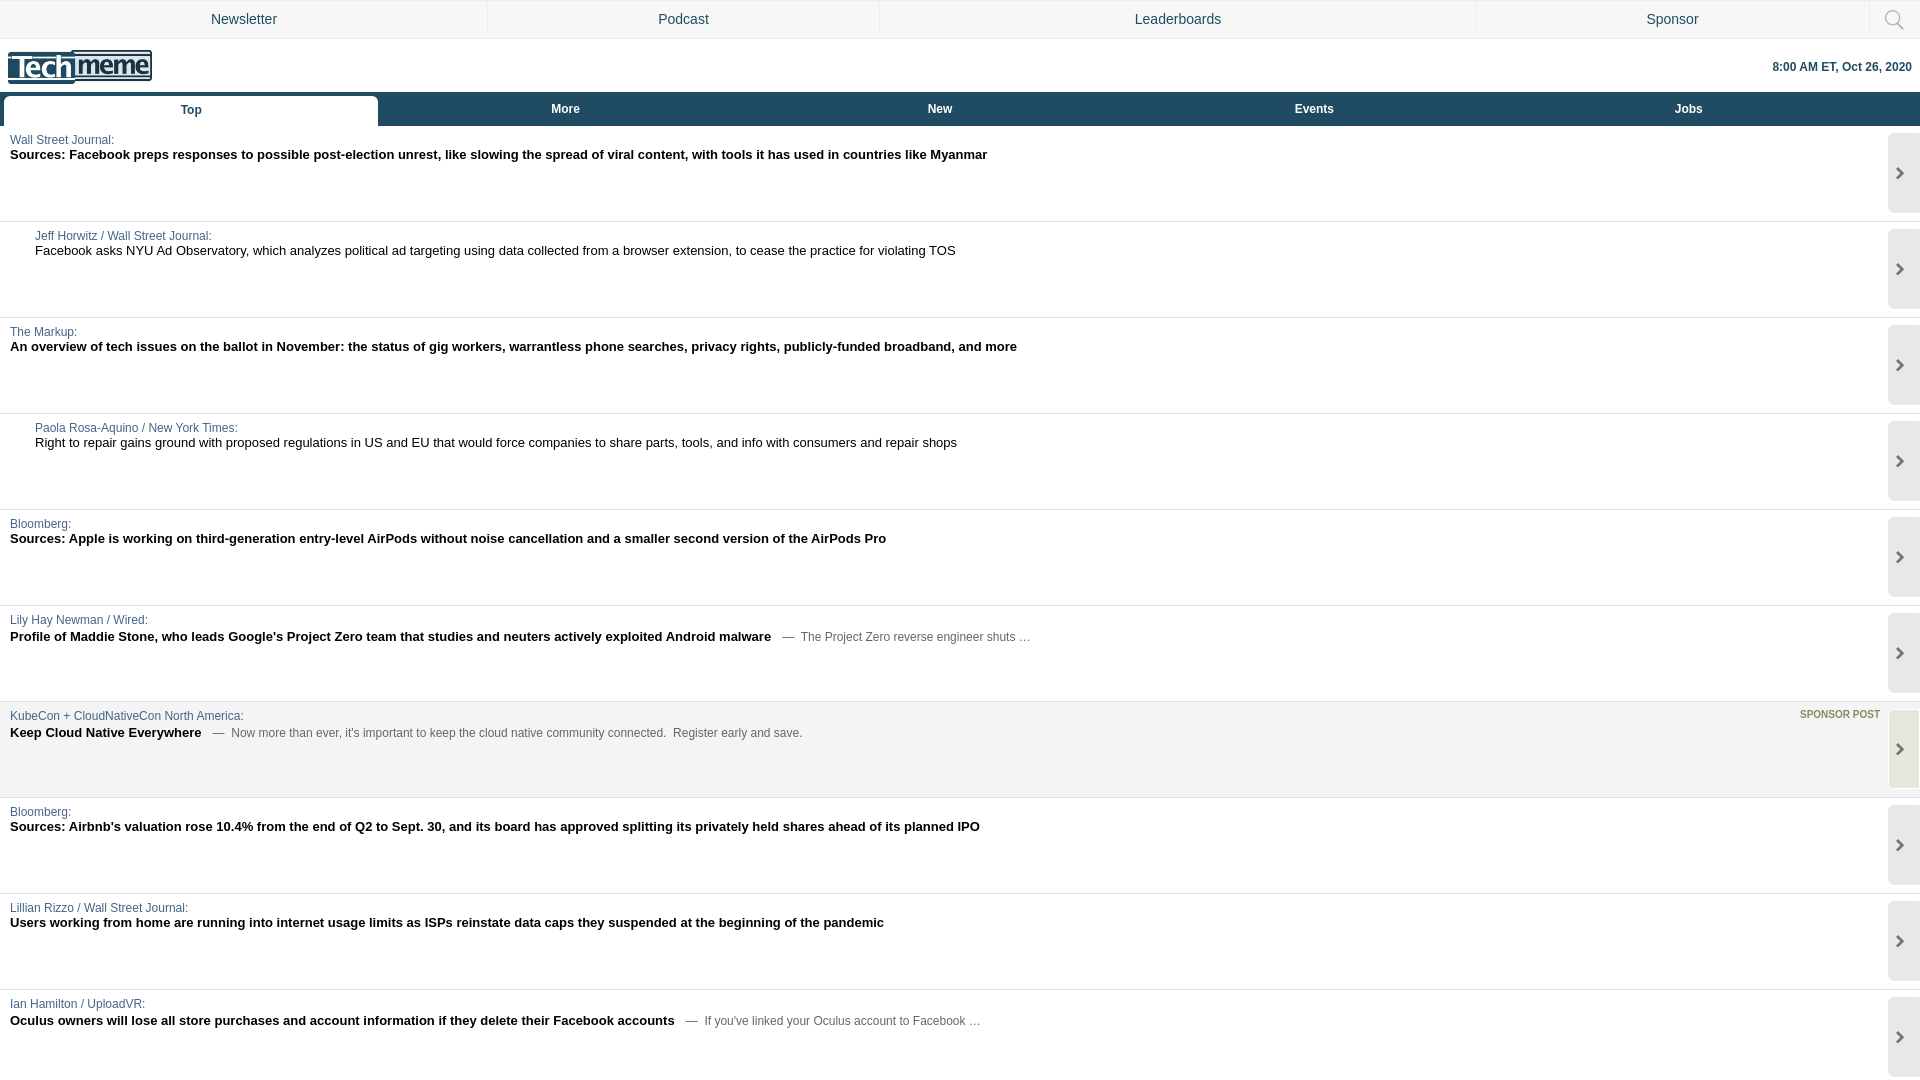 Newsletter
Podcast
Leaderboards
Sponsor
Techmeme
8:00 AM ET, Oct 26, 2020
Top
More
New
Events
Jobs
Wall Street Journal:
Sources: Facebook preps responses to possible post-election unrest, like slowing the spread of viral content, with tools it has used in countries like Myanmar
Jeff Horwitz / Wall Street Journal:
Facebook asks NYU Ad Observatory, which analyzes political ad targeting using data collected from a browser extension, to cease the practice for violating TOS
The Markup:
An overview of tech issues on the ballot in November: the status of gig workers, warrantless phone searches, privacy rights, publicly-funded broadband, and more
Paola Rosa-Aquino / New York Times:
Right to repair gains ground with proposed regulations in US and EU that would force companies to share parts, tools, and info with consumers and repair shops
Bloomberg:
Sources: Apple is working on third-generation entry-level AirPods without noise cancellation and a smaller second version of the AirPods Pro
Lily Hay Newman / Wired:
Profile of Maddie Stone, who leads Google's Project Zero team that studies and neuters actively exploited Android malware — The Project Zero reverse engineer shuts …
KubeCon + CloudNativeCon North America:
SPONSOR POST
Keep Cloud Native Everywhere — Now more than ever, it's important to keep the cloud native community connected. Register early and save.
Bloomberg:
Sources: Airbnb's valuation rose 10.4% from the end of Q2 to Sept. 30, and its board has approved splitting its privately held shares ahead of its planned IPO
Lillian Rizzo / Wall Street Journal:
Users working from home are running into internet usage limits as ISPs reinstate data caps they suspended at the beginning of the pandemic
Ian Hamilton / UploadVR:
Oculus owners will lose all store purchases and account information if they delete their Facebook accounts — If you've linked your Oculus account to Facebook …